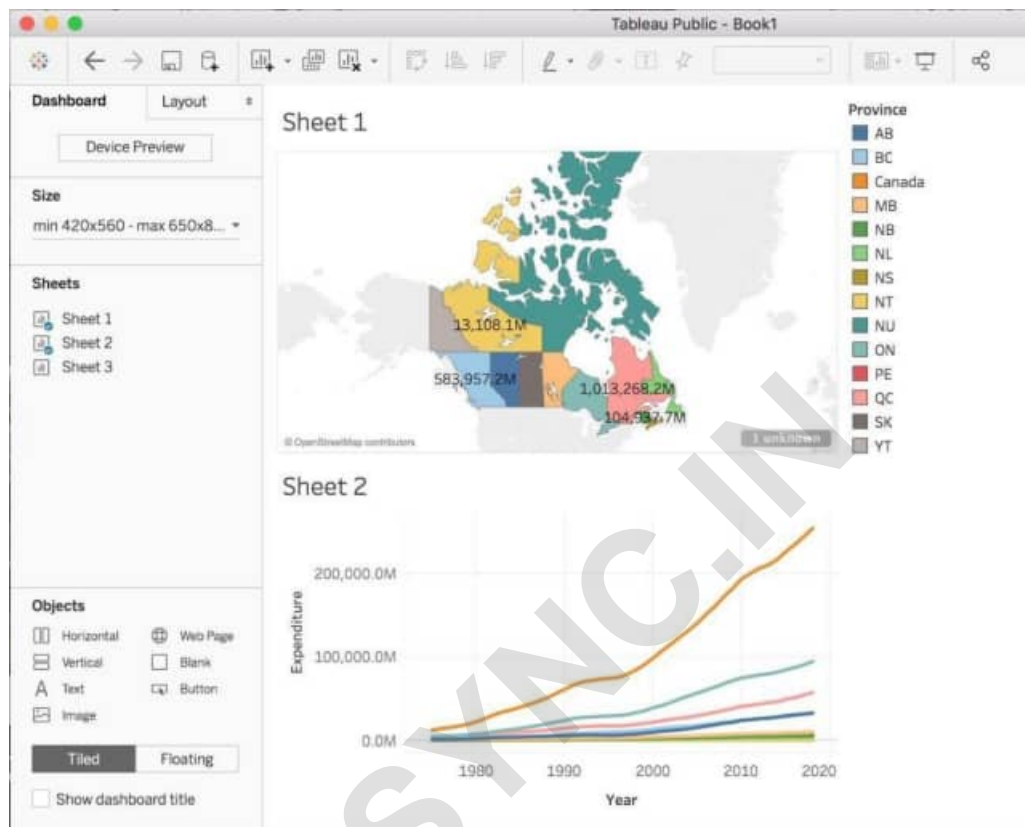 Tableau Public - Book1
Dashboard
Layout
Device Preview
Size
min 420x560 - max 650x8...
Sheets
Sheet 1
Sheet 2
Sheet 3
Objects
Horizontal
Web Page
Vertical
Blank
A Text
Button
Image
Tiled
Floating
Show dashboard title
Sheet 1
13,108.1M
583,957.2M
1,013,268.2M
104,937.7M
© OpenStreetMap contributors
1 unknown
Province
AB
BC
Canada
MB
NB
NL
NS
NT
NU
ON
PE
QC
SK
YT
Sheet 2
Expenditure
200,000.0M
100,000.0M
0.0M
1980 1990 2000 2010 2020
Year
SYNC.IN